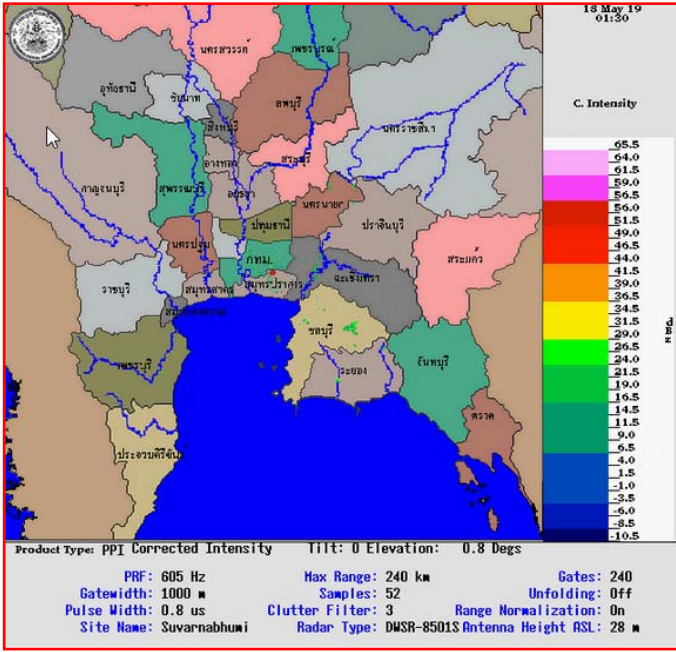 18 May 19
01:30
C. Intensity
นครสวรรค์
เพชรบูรณ์
อุทัยธานี
ชัยนาท
ลพบุรี
สิงห์บุรี
นครราชสีมา
อ่างทอง
สระบุรี
กาญจนบุรี
สุพรรณบุรี
อยุธยา
นครนายก
ปทุมธานี
ปราจีนบุรี
นครปฐม
กทม.
สระแก้ว
ราชบุรี
สมุทรสาคร
สมุทรปราการ
ฉะเชิงเทรา
ชลบุรี
เพชรบุรี
ระยอง
จันทบุรี
ตราด
ประจวบคีรีขันธ์
65.5
64.0
61.5
59.0
56.5
56.0
51.5
49.0
46.5
44.0
41.5
39.0
36.5
34.5
31.5
29.0
26.5
24.0
21.5
19.0
16.5
14.5
11.5
9.0
6.5
4.0
1.5
-1.0
-3.5
-6.0
-8.5
-10.5
Product Type: PPI Corrected Intensity Tilt: 0 Elevation: 0.8 Degs
PRF: 605 Hz Max Range: 240 km Gates: 240
Gatewidth: 1000 m Samples: 52 Unfolding: Off
Pulse Width: 0.8 us Clutter Filter: 3 Range Normalization: On
Site Name: Suvarnabhumi Radar Type: DWSR-8501S Antenna Height ASL: 28 m